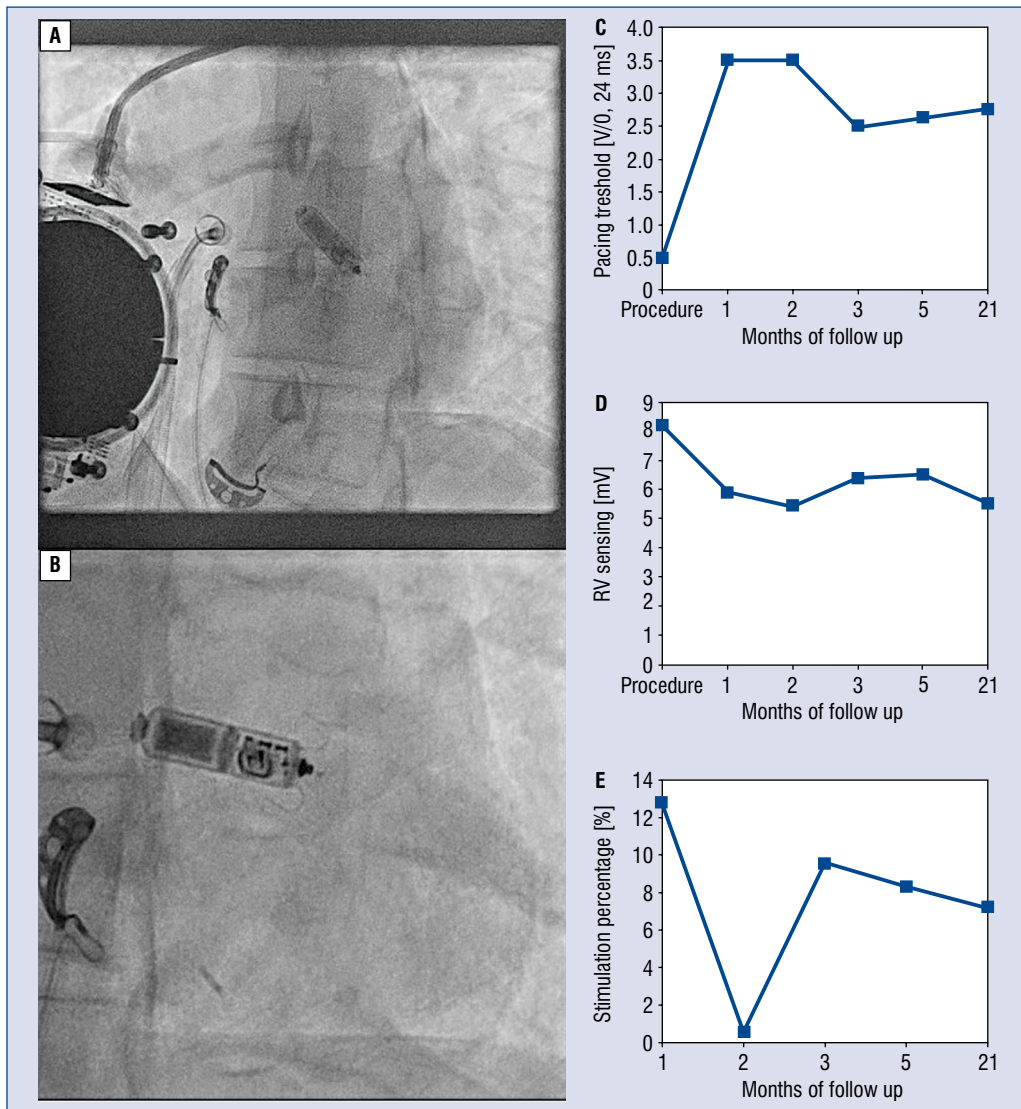 A
B
C
Pacing treshold [V/0, 24 ms]
4.0
3.5
3.0
2.5
2.0
1.5
1.0
0.5
0
Procedure 1 2 3 5 21
Months of follow up
D
RV sensing [mV]
9
8
7
6
5
4
3
2
1
0
Procedure 1 2 3 5 21
Months of follow up
E
Stimulation percentage [%]
14
12
10
8
6
4
2
0
1 2 3 5 21
Months of follow up